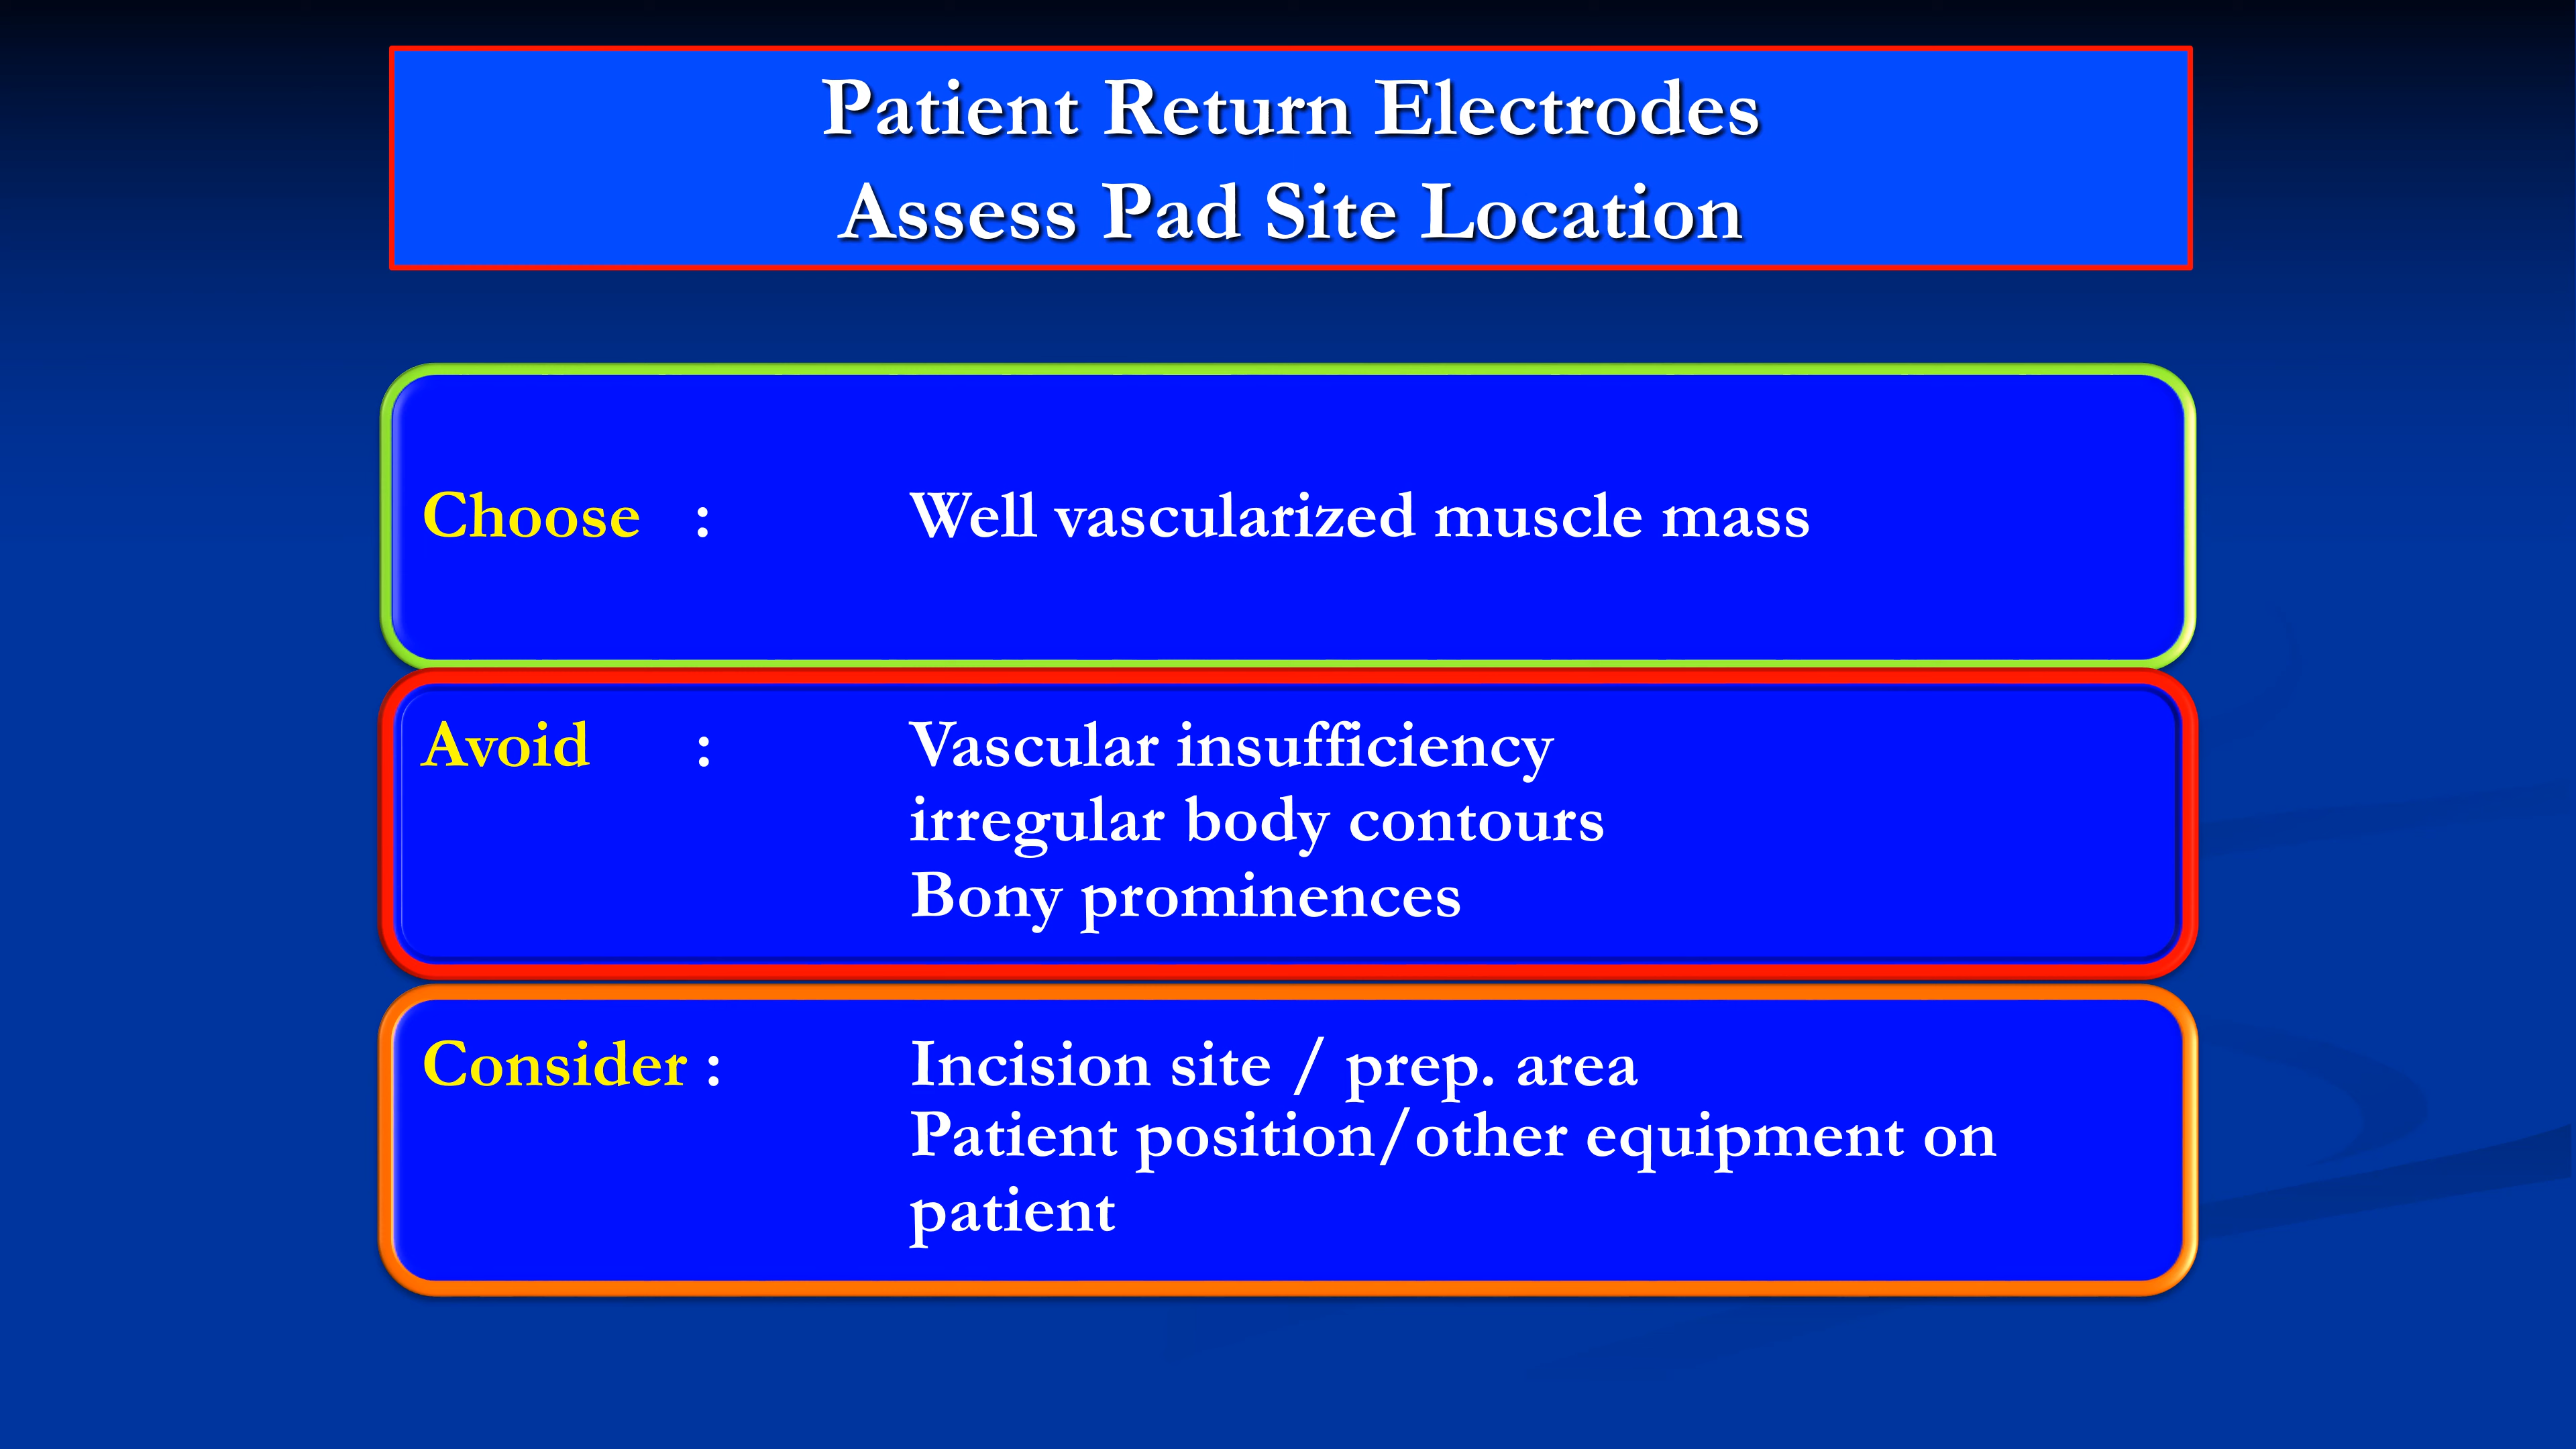 Patient Return Electrodes
Assess Pad Site Location
Choose : Well vascularized muscle mass
Avoid : Vascular insufficiency
irregular body contours
Bony prominences
Consider : Incision site / prep. area
Patient position/other equipment on
patient